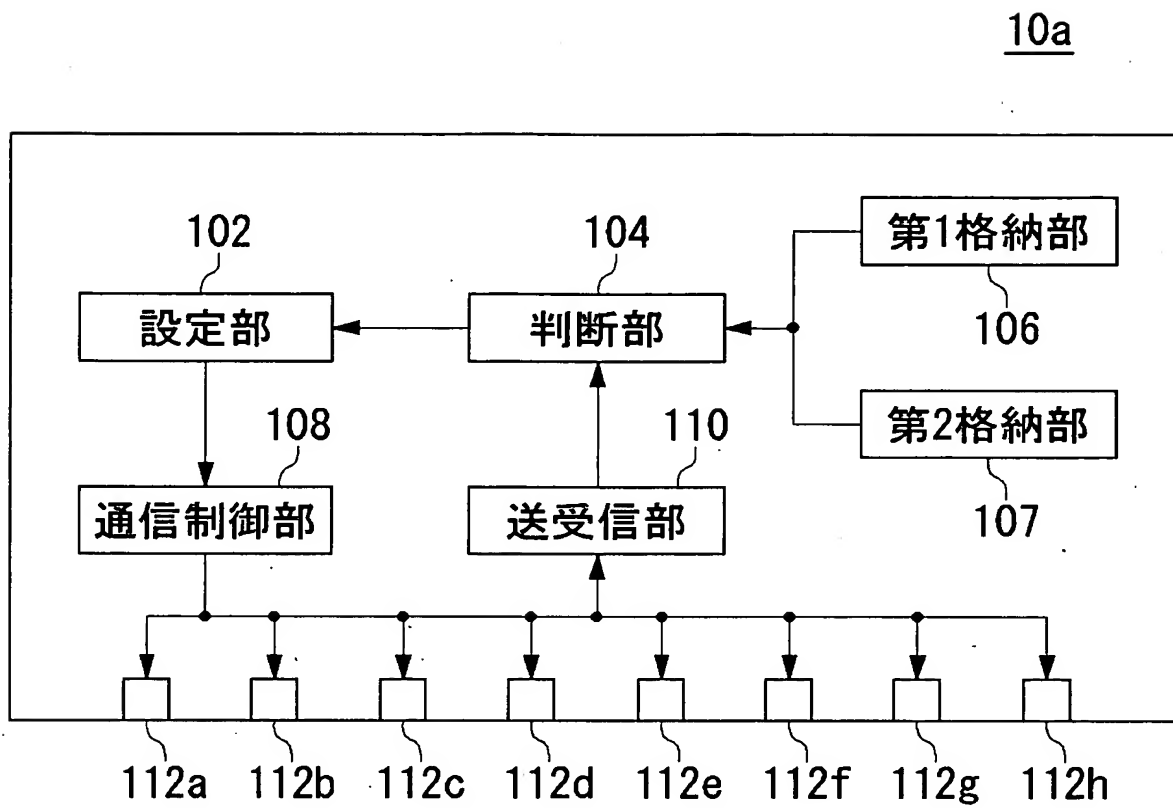 10a
102
104
第1格納部
設定部
判断部
106
108
110
第2格納部
通信制御部
送受信部
107
112a
112b
112c
112d
112e
112f
112g
112h